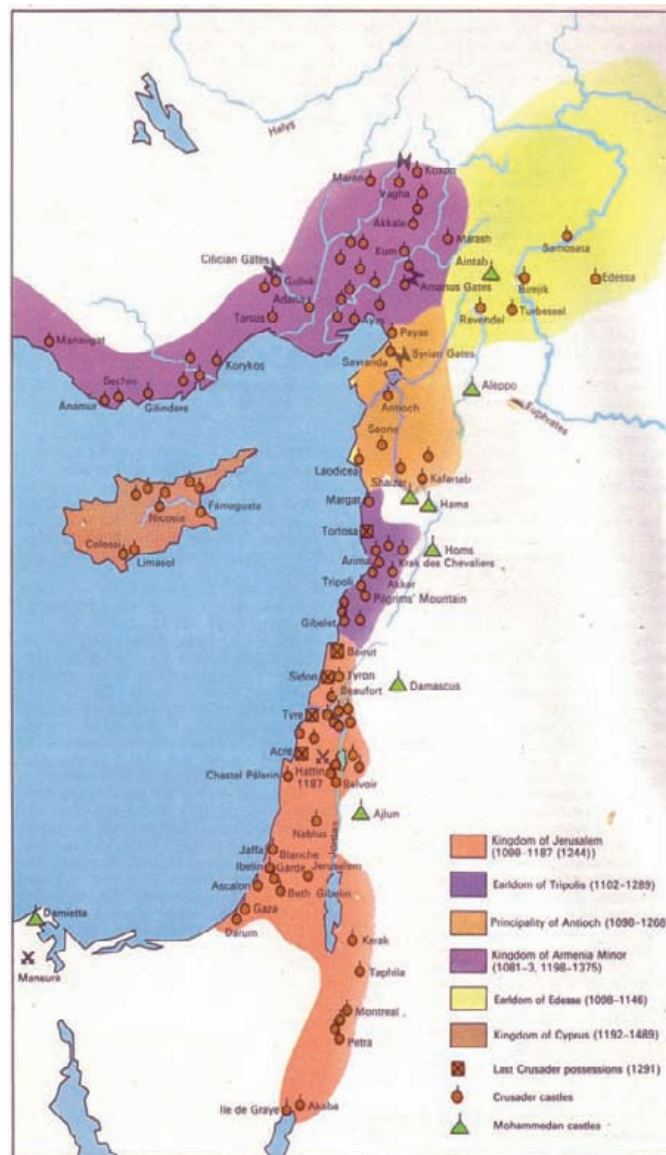 Halys
Koxon
Maren
Vagha
Akkale
Marash
Kum
Samosata
Aintab
Cilician Gates
Gullek
Amanus Gates
Birejik
Edessa
Adana
Tarsus
Ayas
Ravendel
Turbessel
Payas
Manavgat
Korykos
Savranda
Syrian Gates
Anamur
Gilindere
Antioch
Aleppo
Euphrates
Saone
Laodicea
Shaizar
Kafartab
Margat
Hama
Famagusta
Nicosia
Tortosa
Colossi
Limasol
Homs
Arima
Krak des Chevaliers
Tripoli
Akkar
Pilgrims' Mountain
Gibelet
Beirut
Sidon
Tyron
Beaufort
Damascus
Tyre
Acre
Hattin
1187
Chastel Pèlerin
Belvoir
Ajlun
Nablus
Jordan
Jaffa
Blanche
Ibelin
Garde
Jerusalem
Ascalon
Beth Gibelin
Gaza
Darum
Damietta
Mansura
Kerak
Taphila
Montreal
Petra
Ile de Graye
Akaba
Kingdom of Jerusalem
(1099-1187 (1244))
Earldom of Tripolis (1102-1289)
Principality of Antioch (1098-1268)
Kingdom of Armenia Minor
(1081-3, 1198-1375)
Earldom of Edessa (1098-1146)
Kingdom of Cyprus (1192-1489)
Last Crusader possessions (1291)
Crusader castles
Mohammedan castles